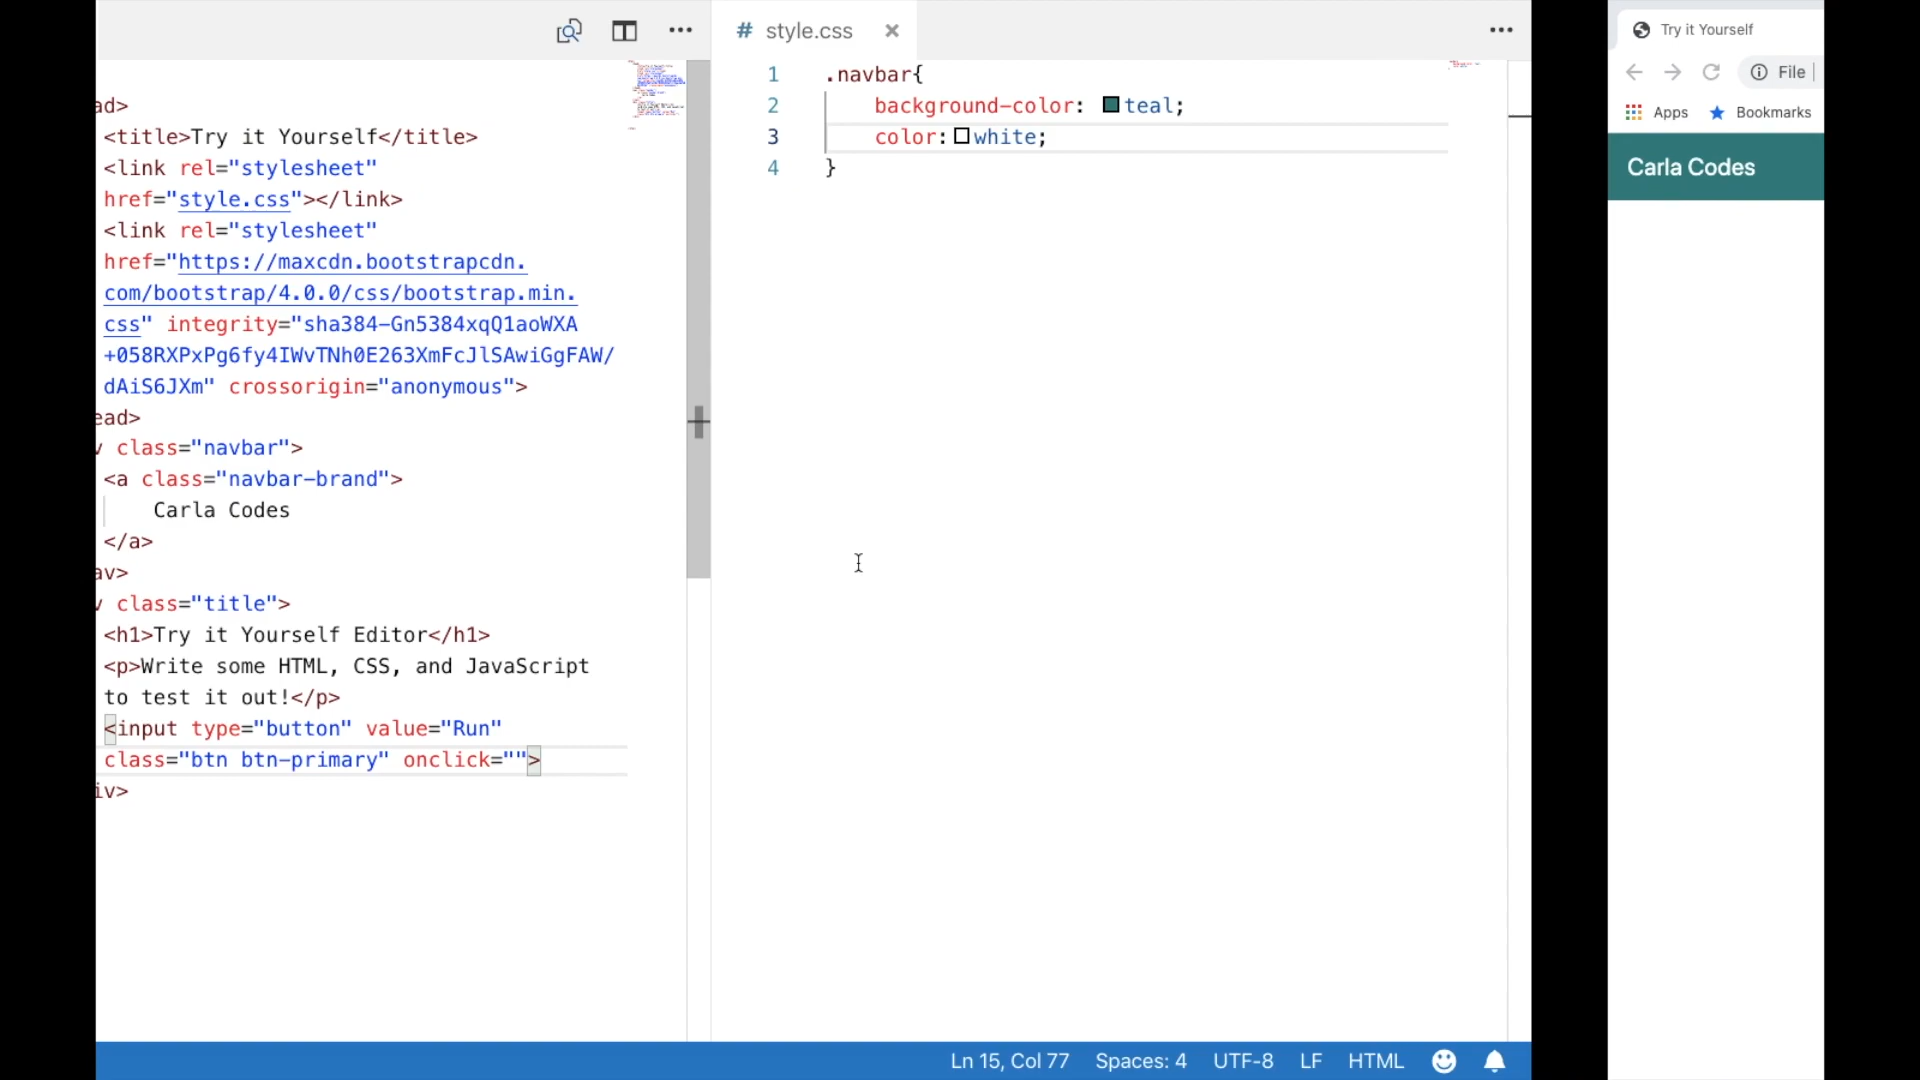 ad>
<title>Try it Yourself</title>
<link rel="stylesheet"
href="style.css"></link>
<link rel="stylesheet"
href="https://maxcdn.bootstrapcdn.
com/bootstrap/4.0.0/css/bootstrap.min.
css" integrity="sha384-Gn5384xqQ1aoWXA
+058RXPxPg6fy4IWvTNh0E263XmFcJlSAwiGgFAW/
dAiS6JXm" crossorigin="anonymous">
ead>
v class="navbar">
<a class="navbar-brand">
Carla Codes
</a>
av>
v class="title">
<h1>Try it Yourself Editor</h1>
<p>Write some HTML, CSS, and JavaScript
to test it out!</p>
<input type="button" value="Run"
class="btn btn-primary" onclick="">
iv>
# style.css
1 .navbar{
2 background-color: teal;
3 color: white;
4 }
Ln 15, Col 77 Spaces: 4 UTF-8 LF HTML
Try it Yourself
File
Apps Bookmarks
Carla Codes